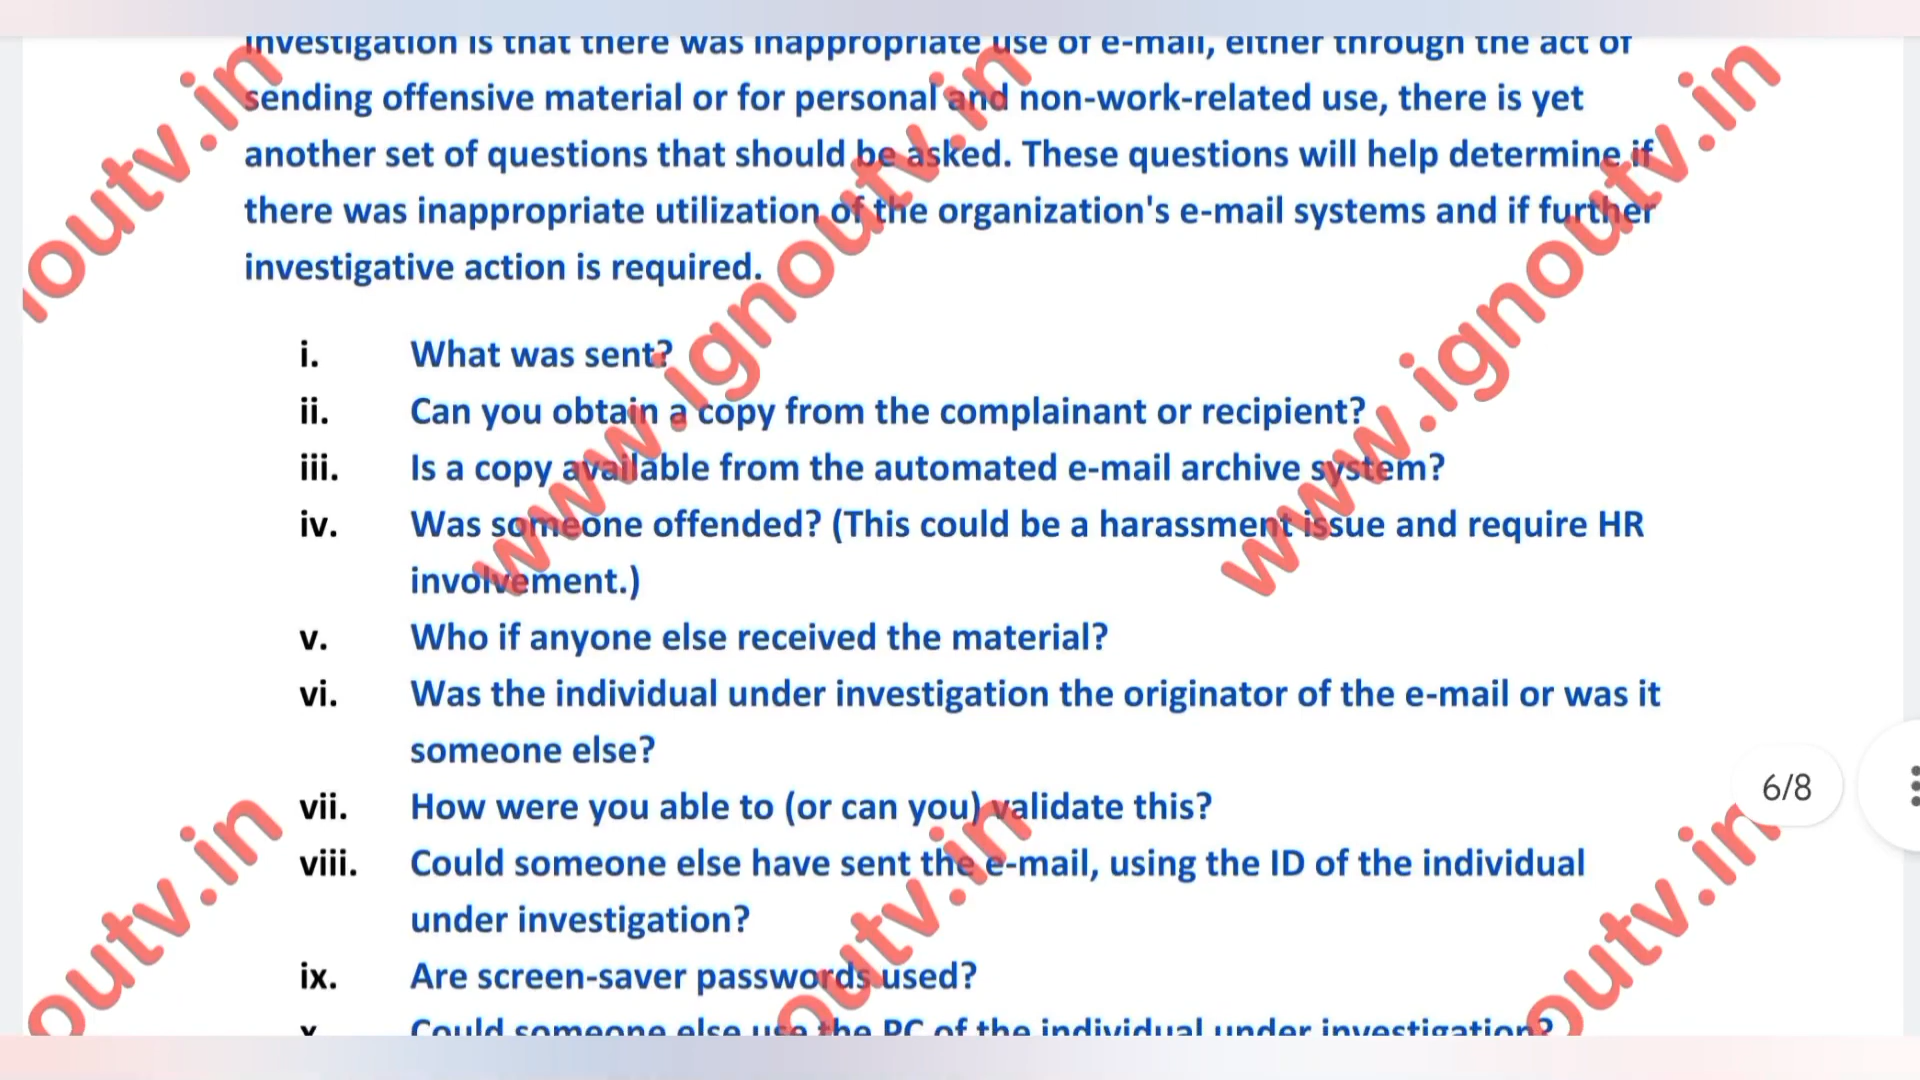 investigation is that there was inappropriate use of e-mail, either through the act of
sending offensive material or for personal and non-work-related use, there is yet
another set of questions that should be asked. These questions will help determine if
there was inappropriate utilization of the organization's e-mail systems and if further
investigative action is required.
i. What was sent?
ii. Can you obtain a copy from the complainant or recipient?
iii. Is a copy available from the automated e-mail archive system?
iv. Was someone offended? (This could be a harassment issue and require HR
involvement.)
v. Who if anyone else received the material?
vi. Was the individual under investigation the originator of the e-mail or was it
someone else?
6/8
vii. How were you able to (or can you) validate this?
viii. Could someone else have sent the e-mail, using the ID of the individual
under investigation?
ix. Are screen-saver passwords used?
x. Could someone else use the PC of the individual under investigation?
noutv.in
www.ignoutv.in
www.ignoutv.in
outv.in
outv.in
outv.in